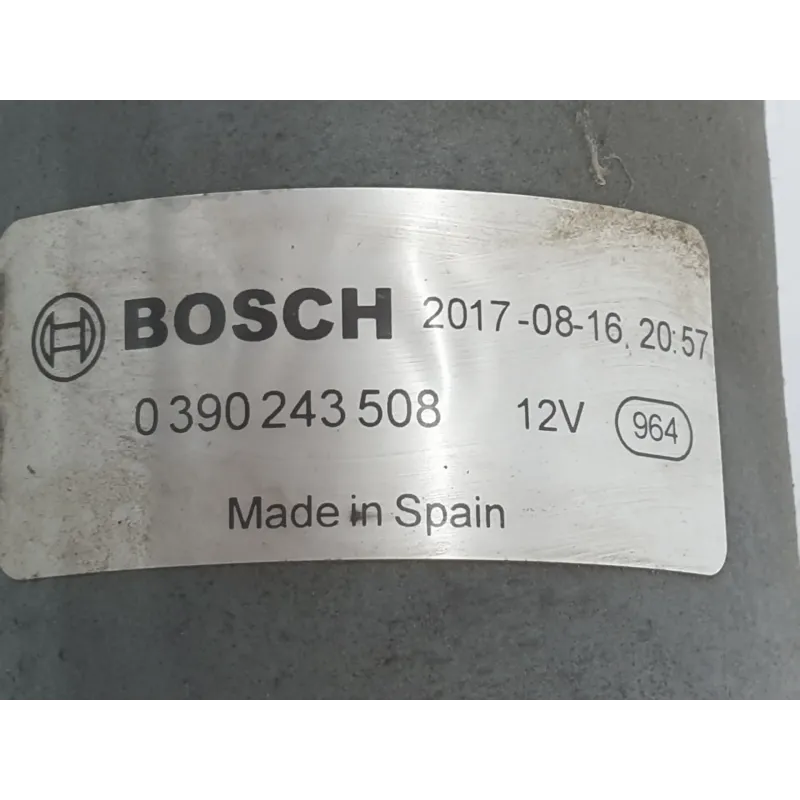 BOSCH 2017-08-16, 20:57
0 390 243 508 12V 964
Made in Spain